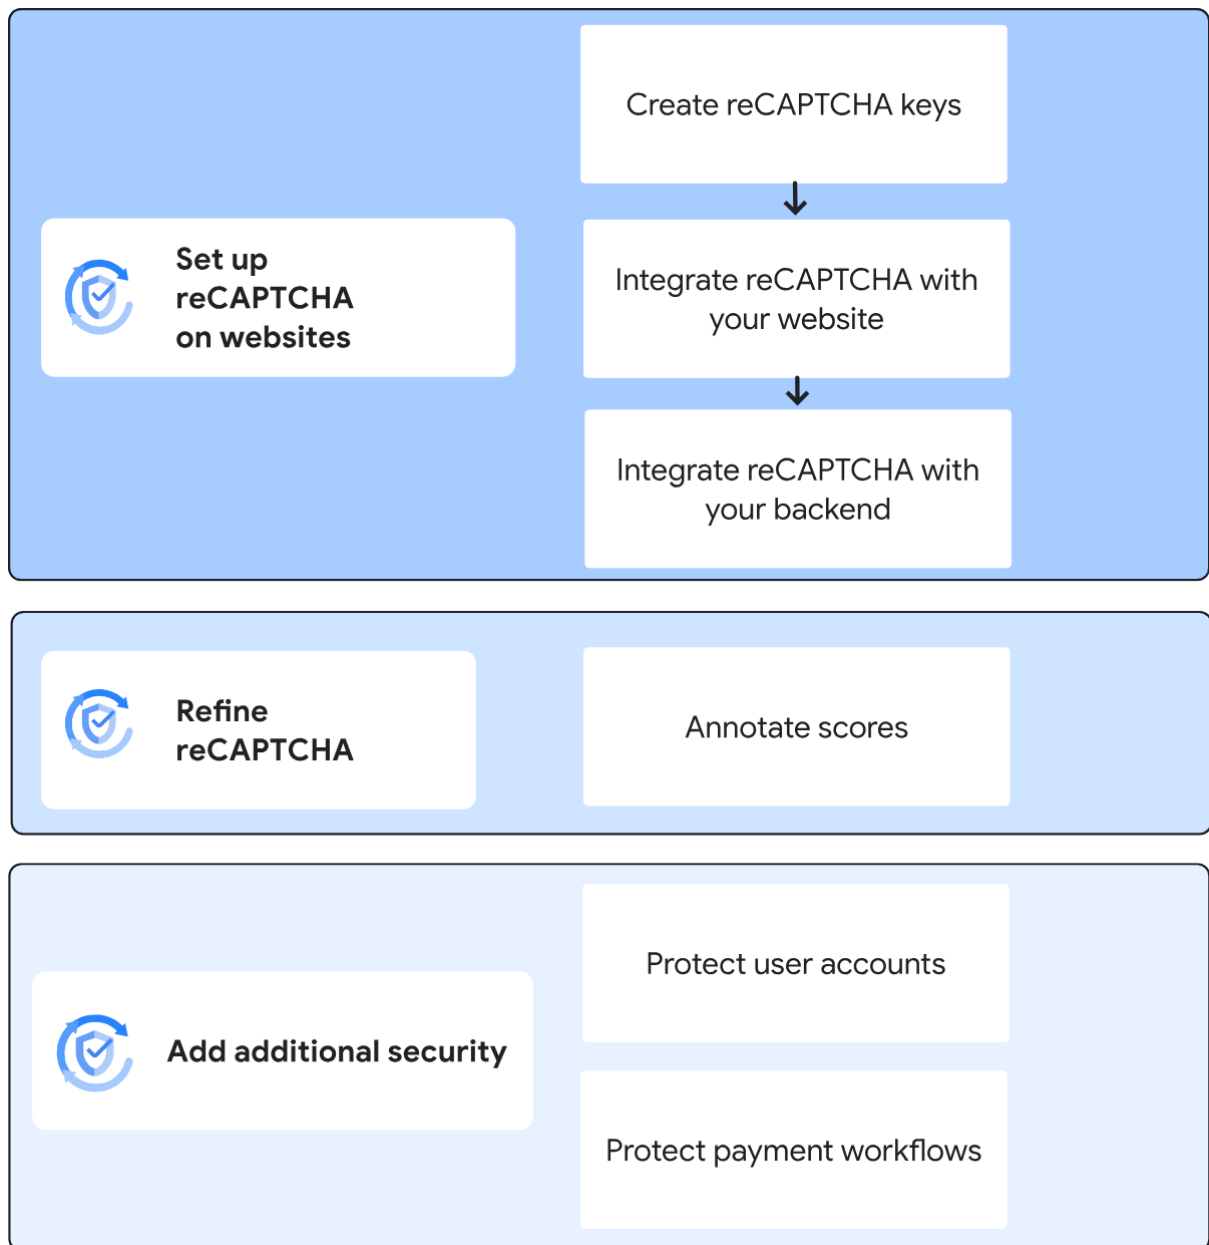 Create reCAPTCHA keys
Set up
reCAPTCHA
on websites
Integrate reCAPTCHA with
your website
Integrate reCAPTCHA with
your backend
Refine
reCAPTCHA
Annotate scores
Add additional security
Protect user accounts
Protect payment workflows